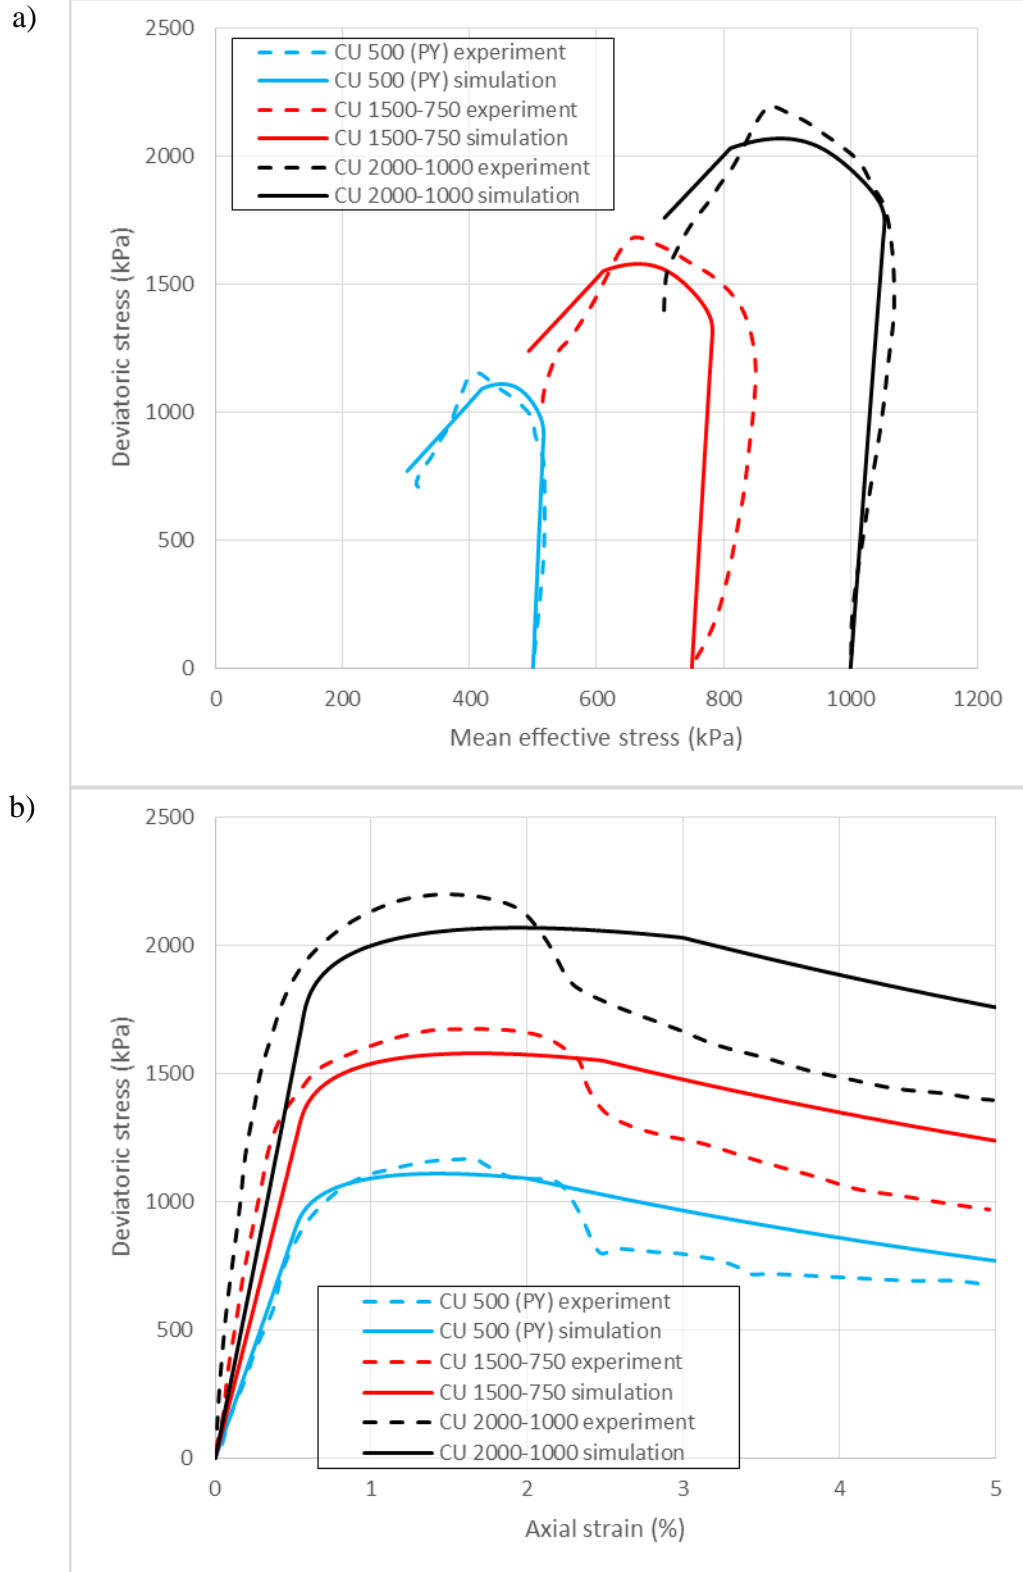 a)
2500
2000
1500
1000
500
0
Deviatoric stress (kPa)
CU 500 (PY) experiment
CU 500 (PY) simulation
CU 1500-750 experiment
CU 1500-750 simulation
CU 2000-1000 experiment
CU 2000-1000 simulation
0 200 400 600 800 1000 1200
Mean effective stress (kPa)
b)
2500
2000
1500
1000
500
0
Deviatoric stress (kPa)
CU 500 (PY) experiment
CU 500 (PY) simulation
CU 1500-750 experiment
CU 1500-750 simulation
CU 2000-1000 experiment
CU 2000-1000 simulation
0 1 2 3 4 5
Axial strain (%)